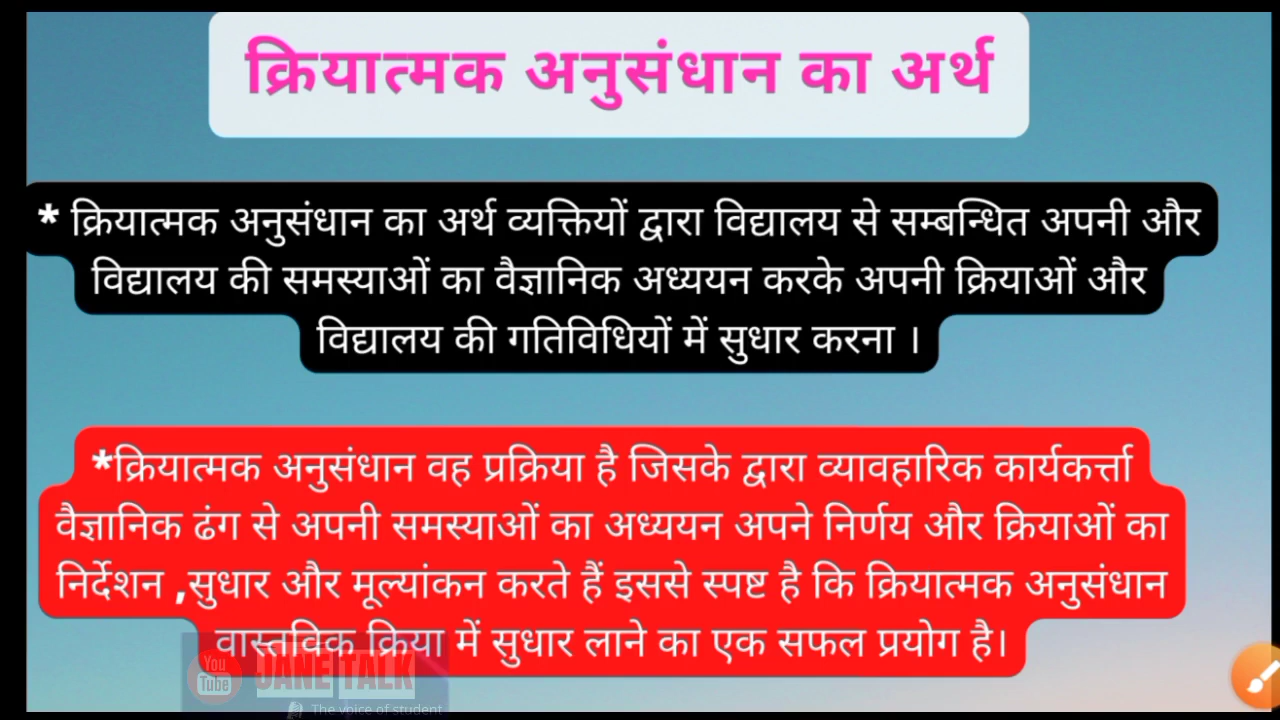 क्रियात्मक अनुसंधान का अर्थ
* क्रियात्मक अनुसंधान का अर्थ व्यक्तियों द्वारा विद्यालय से सम्बन्धित अपनी और
विद्यालय की समस्याओं का वैज्ञानिक अध्ययन करके अपनी क्रियाओं और
विद्यालय की गतिविधियों में सुधार करना ।
*क्रियात्मक अनुसंधान वह प्रक्रिया है जिसके द्वारा व्यावहारिक कार्यकर्त्ता
वैज्ञानिक ढंग से अपनी समस्याओं का अध्ययन अपने निर्णय और क्रियाओं का
निर्देशन ,सुधार और मूल्यांकन करते हैं इससे स्पष्ट है कि क्रियात्मक अनुसंधान
वास्तविक क्रिया में सुधार लाने का एक सफल प्रयोग है।
You
Tube
JANE TALK
The voice of student